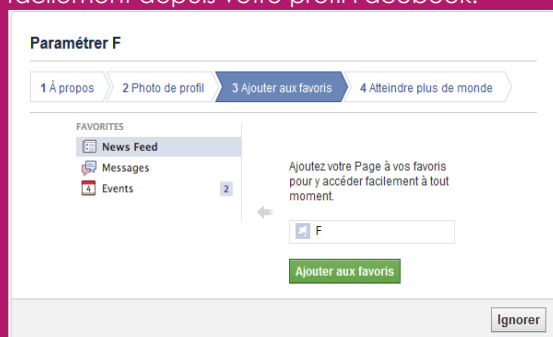 facilement depuis votre profil Facebook.
Paramétrer F
1 À propos 2 Photo de profil 3 Ajouter aux favoris 4 Atteindre plus de monde
FAVORITES
News Feed
Messages
4 Events 2
Ajoutez votre Page à vos favoris
pour y accéder facilement à tout
moment.
F
Ajouter aux favoris
Ignorer